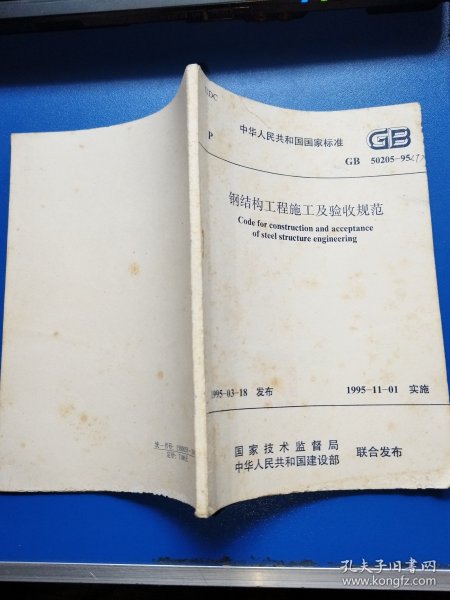 UDC
P
中华人民共和国国家标准
GB
GB 50205-95
钢结构工程施工及验收规范
Code for construction and acceptance
of steel structure engineering
1995-03-18 发布
1995-11-01 实施
国家技术监督局
中华人民共和国建设部
联合发布
孔夫子旧书网
www.kongfz.com